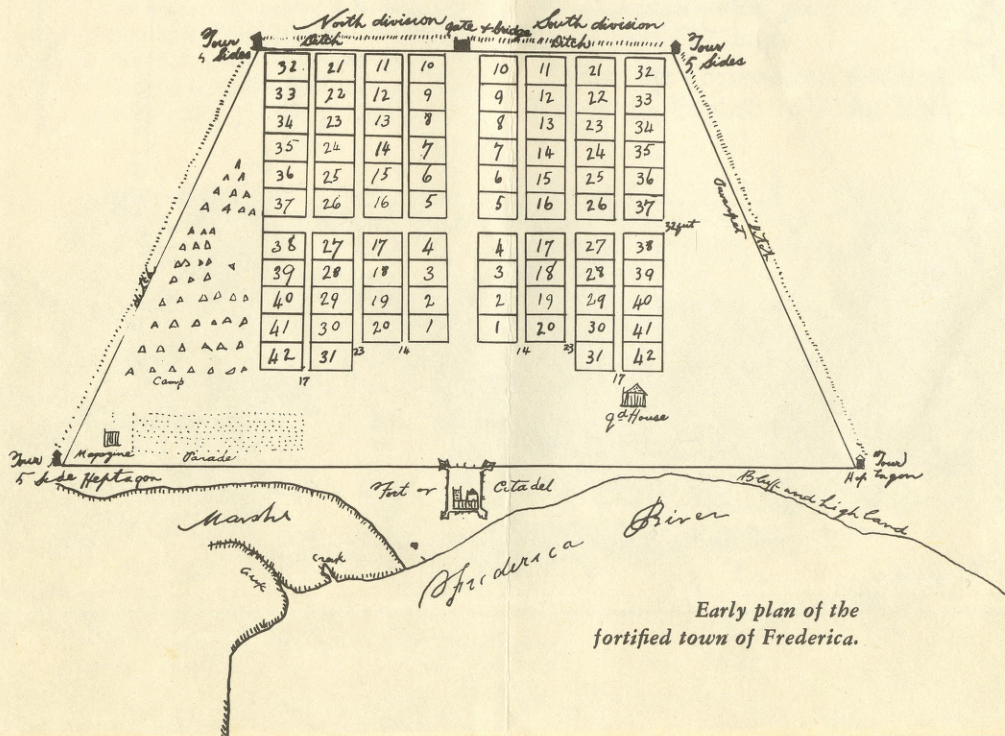 North division
gate + bridge
South division
Tour
5 Sides
Ditch
Ditch
Tour
5 Sides
32 21 11 10 10 11 21 32
33 22 12 9 9 12 22 33
34 23 13 8 8 13 23 34
35 24 14 7 7 14 24 35
36 25 15 6 6 15 25 36
37 26 16 5 5 16 26 37
32
38 27 17 4 4 17 27 38
39 28 18 3 3 18 28 39
40 29 19 2 2 19 29 40
41 30 20 1 1 20 30 41
42 31 23 14 14 23 31 42
17
17
ditch
ditch
Camp
gd House
Magazine
Parade
Tour
5 Side Heptagon
Tour
Hep tagon
Fort or Citadel
Bluff and high land
Marsh
Creek
Creek
Frederica River
Early plan of the
fortified town of Frederica.